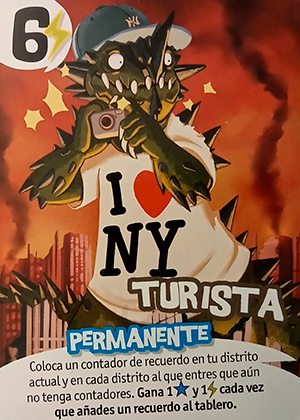 6
I ❤ NY
TURISTA
PERMANENTE
Coloca un contador de recuerdo en tu distrito
actual y en cada distrito al que entres que aún
no tenga contadores. Gana 1★ y 1⚡ cada vez
que añades un recuerdo al tablero.